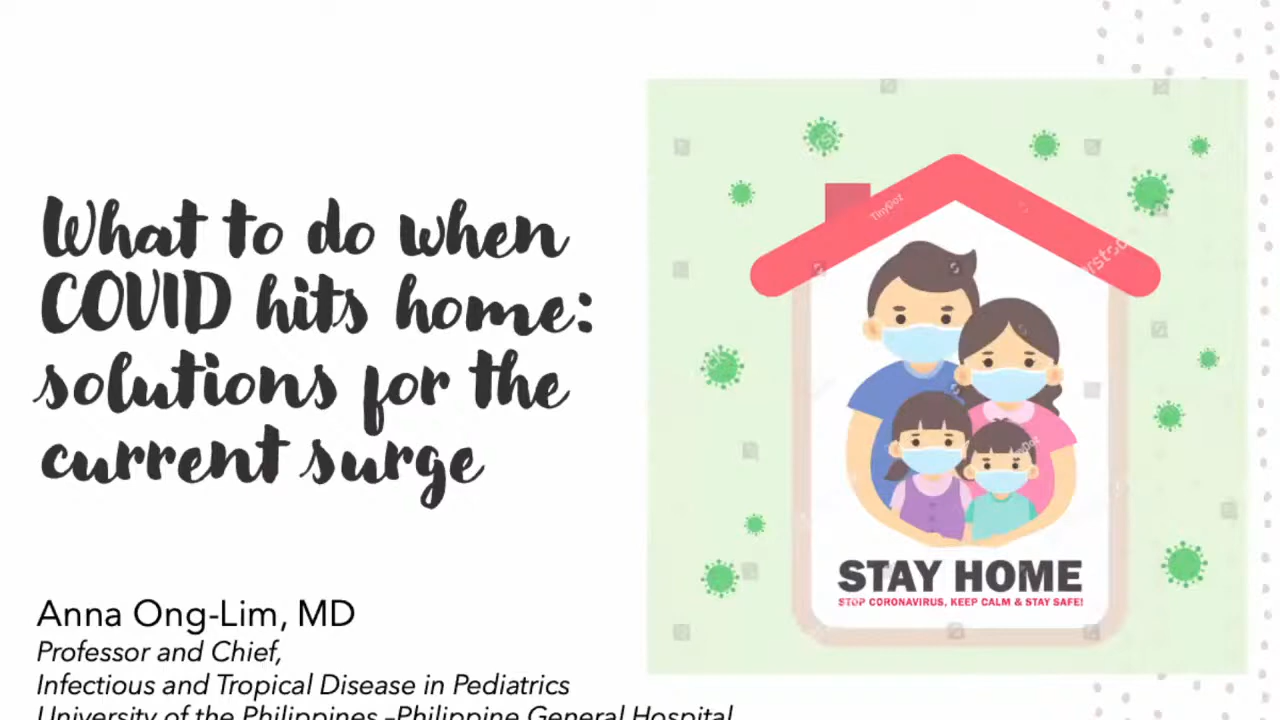 What to do when
COVID hits home:
solutions for the
current surge
Anna Ong-Lim, MD
Professor and Chief,
Infectious and Tropical Disease in Pediatrics
University of the Philippines –Philippine General Hospital
TinyDoz
STAY HOME
STOP CORONAVIRUS, KEEP CALM & STAY SAFE!